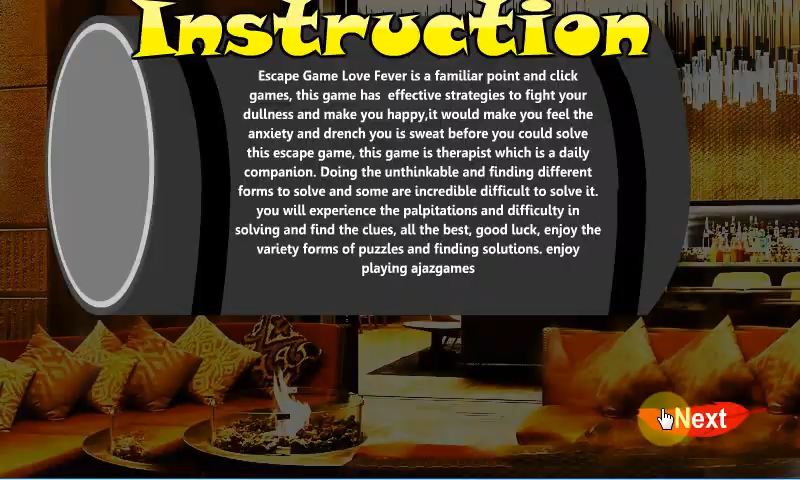 Instruction
Escape Game Love Fever is a familiar point and click
games, this game has effective strategies to fight your
dullness and make you happy,it would make you feel the
anxiety and drench you is sweat before you could solve
this escape game, this game is therapist which is a daily
companion. Doing the unthinkable and finding different
forms to solve and some are incredible difficult to solve it.
you will experience the palpitations and difficulty in
solving and find the clues, all the best, good luck, enjoy the
variety forms of puzzles and finding solutions. enjoy
playing ajazgames
Next